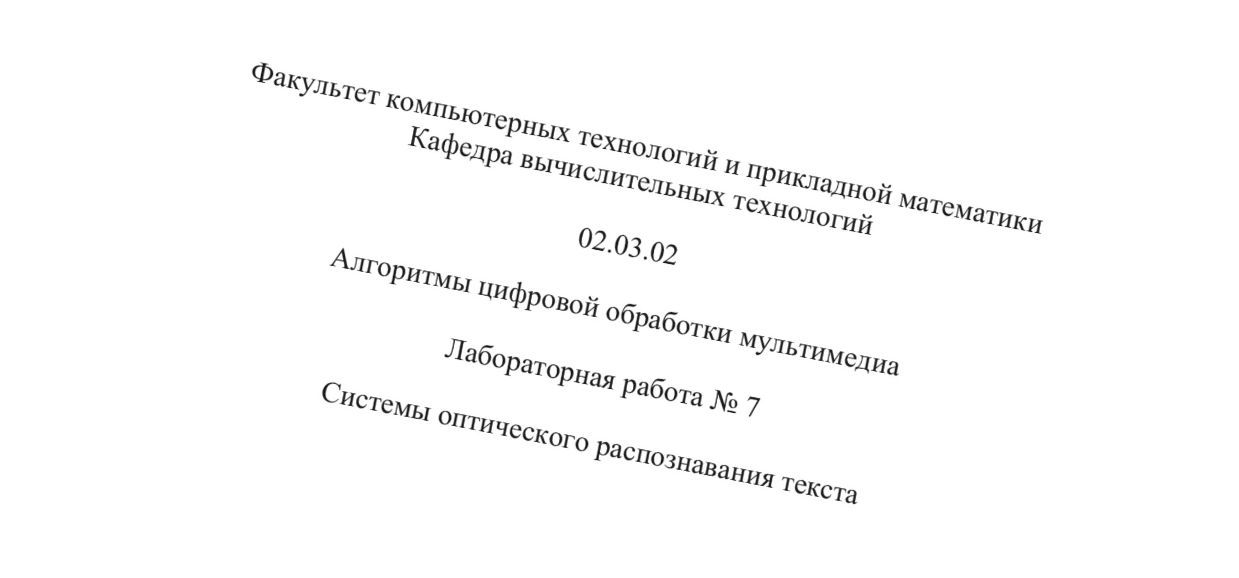 Факультет компьютерных технологий и прикладной математики
Кафедра вычислительных технологий
02.03.02
Алгоритмы цифровой обработки мультимедиа
Лабораторная работа № 7
Системы оптического распознавания текста